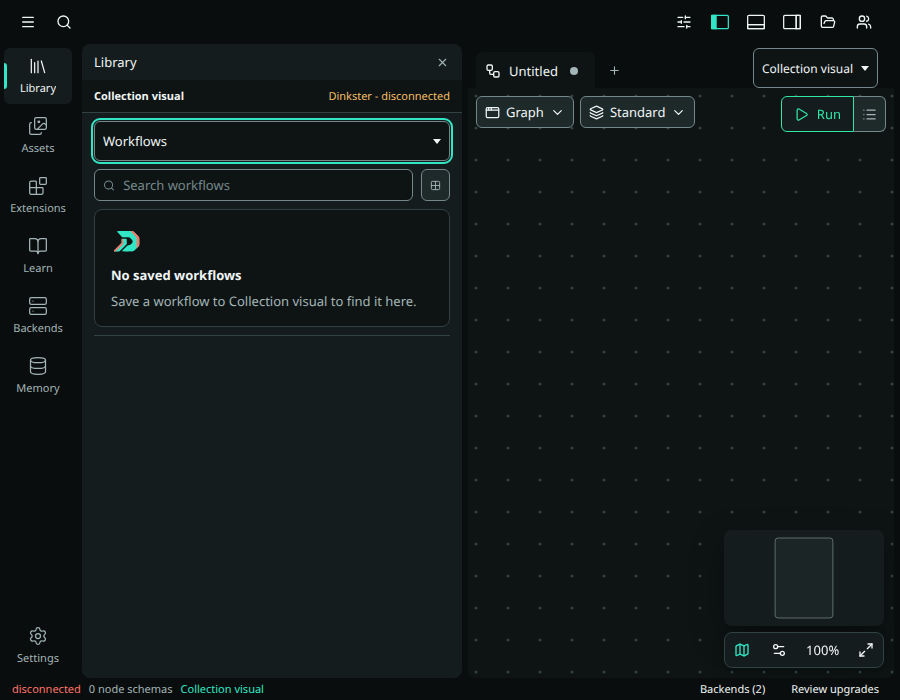 Library
Assets
Extensions
Learn
Backends
Memory
Settings
Library
Collection visual
Dinkster - disconnected
Workflows
Search workflows
No saved workflows
Save a workflow to Collection visual to find it here.
Untitled
Collection visual
Graph
Standard
Run
100%
disconnected
0 node schemas
Collection visual
Backends (2)
Review upgrades